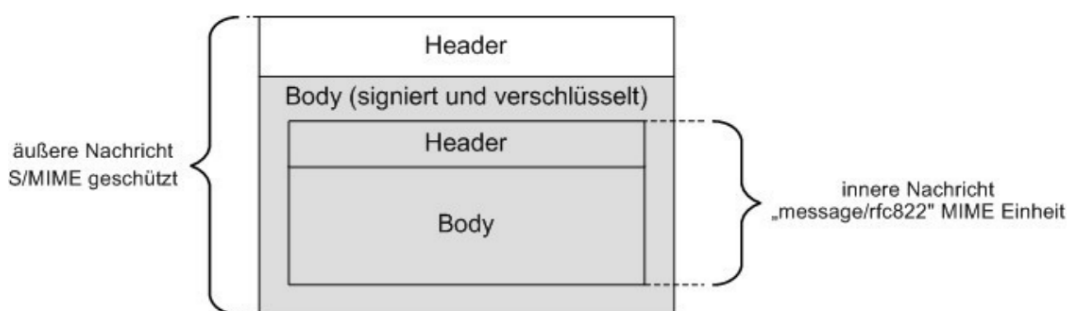 Header
Body (signiert und verschlüsselt)
Header
Body
äußere Nachricht
S/MIME geschützt
innere Nachricht
„message/rfc822" MIME Einheit